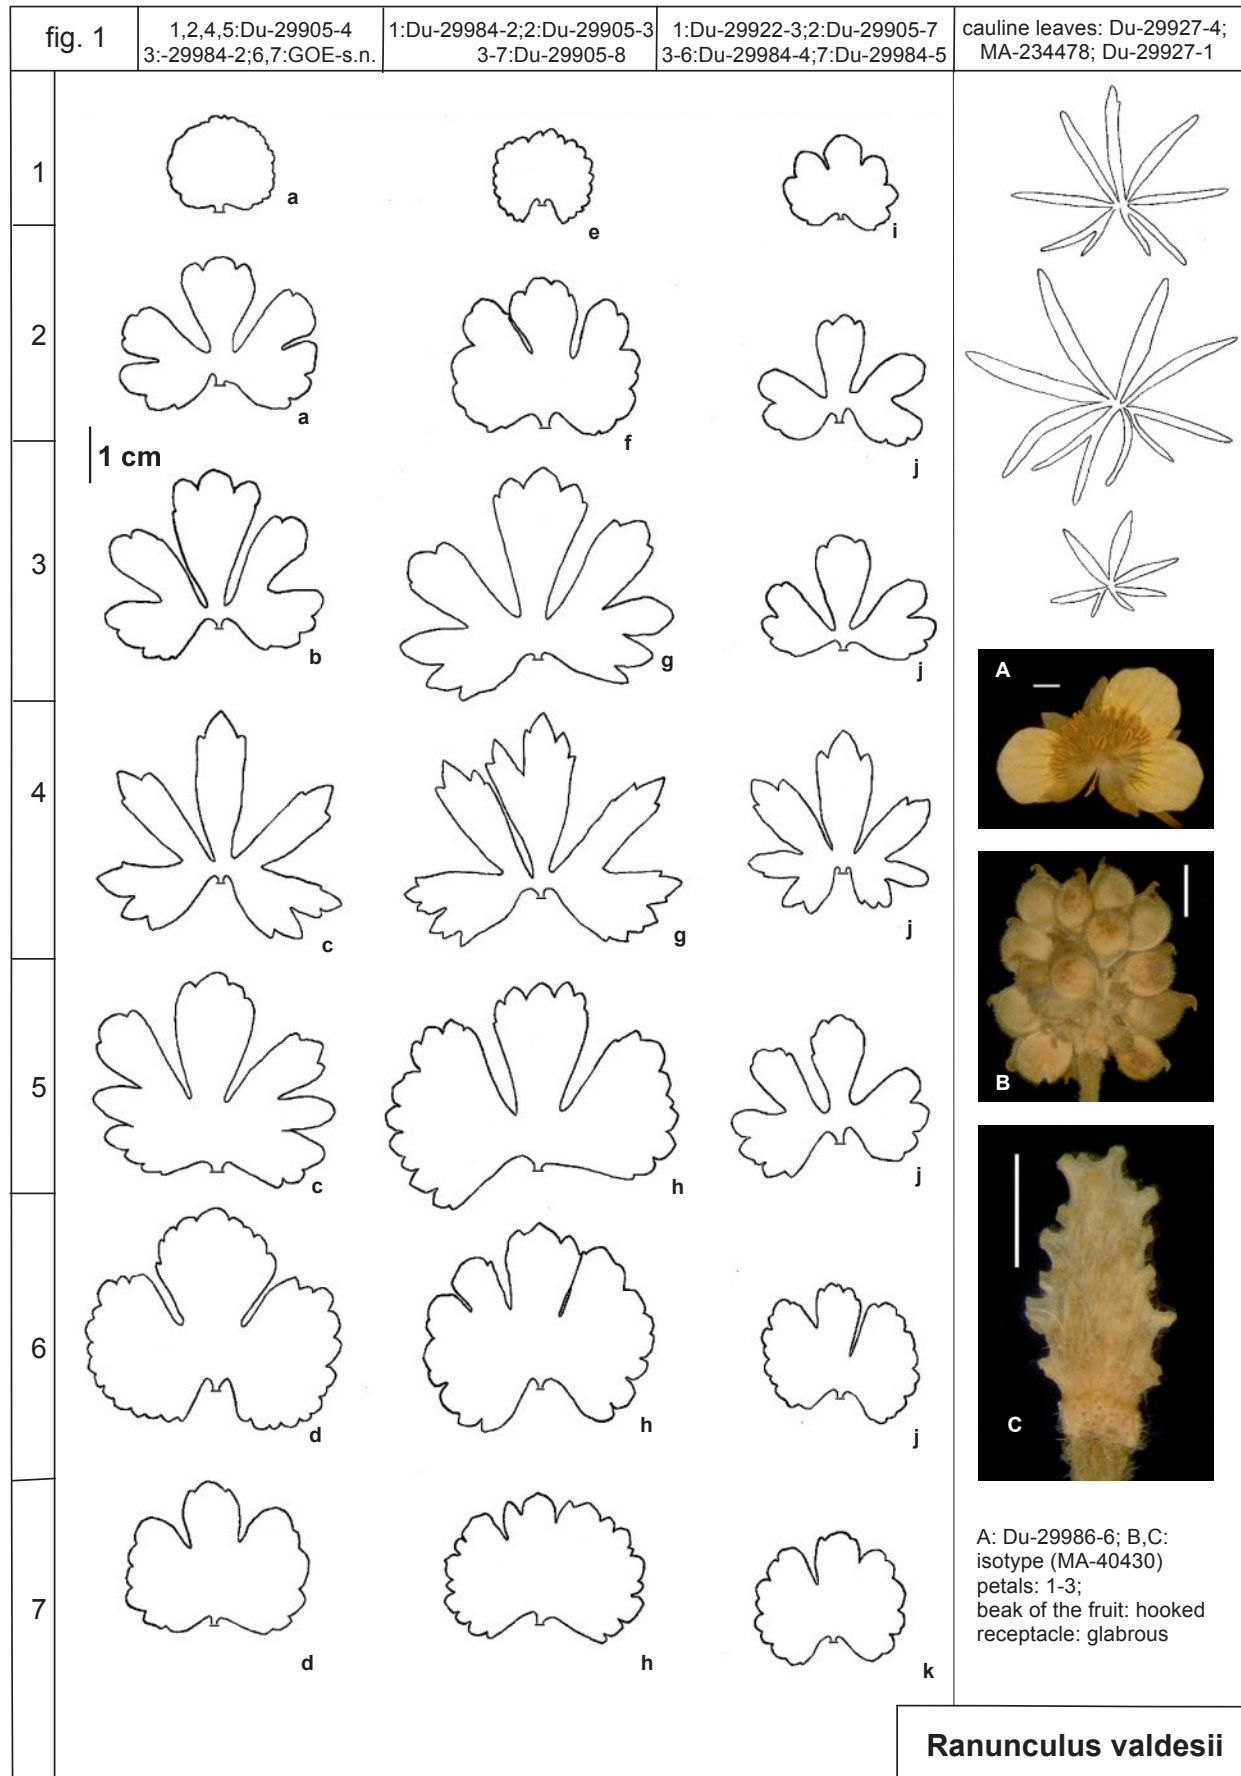 fig. 1
1,2,4,5:Du-29905-4
3:-29984-2;6,7:GOE-s.n.
1:Du-29984-2;2:Du-29905-3
3-7:Du-29905-8
1:Du-29922-3;2:Du-29905-7
3-6:Du-29984-4;7:Du-29984-5
cauline leaves: Du-29927-4;
MA-234478; Du-29927-1
1
a
e
i
2
a
f
j
1 cm
3
b
g
j
A
4
c
g
j
B
5
c
h
j
6
d
h
j
C
7
d
h
k
A: Du-29986-6; B,C:
isotype (MA-40430)
petals: 1-3;
beak of the fruit: hooked
receptacle: glabrous
Ranunculus valdesii